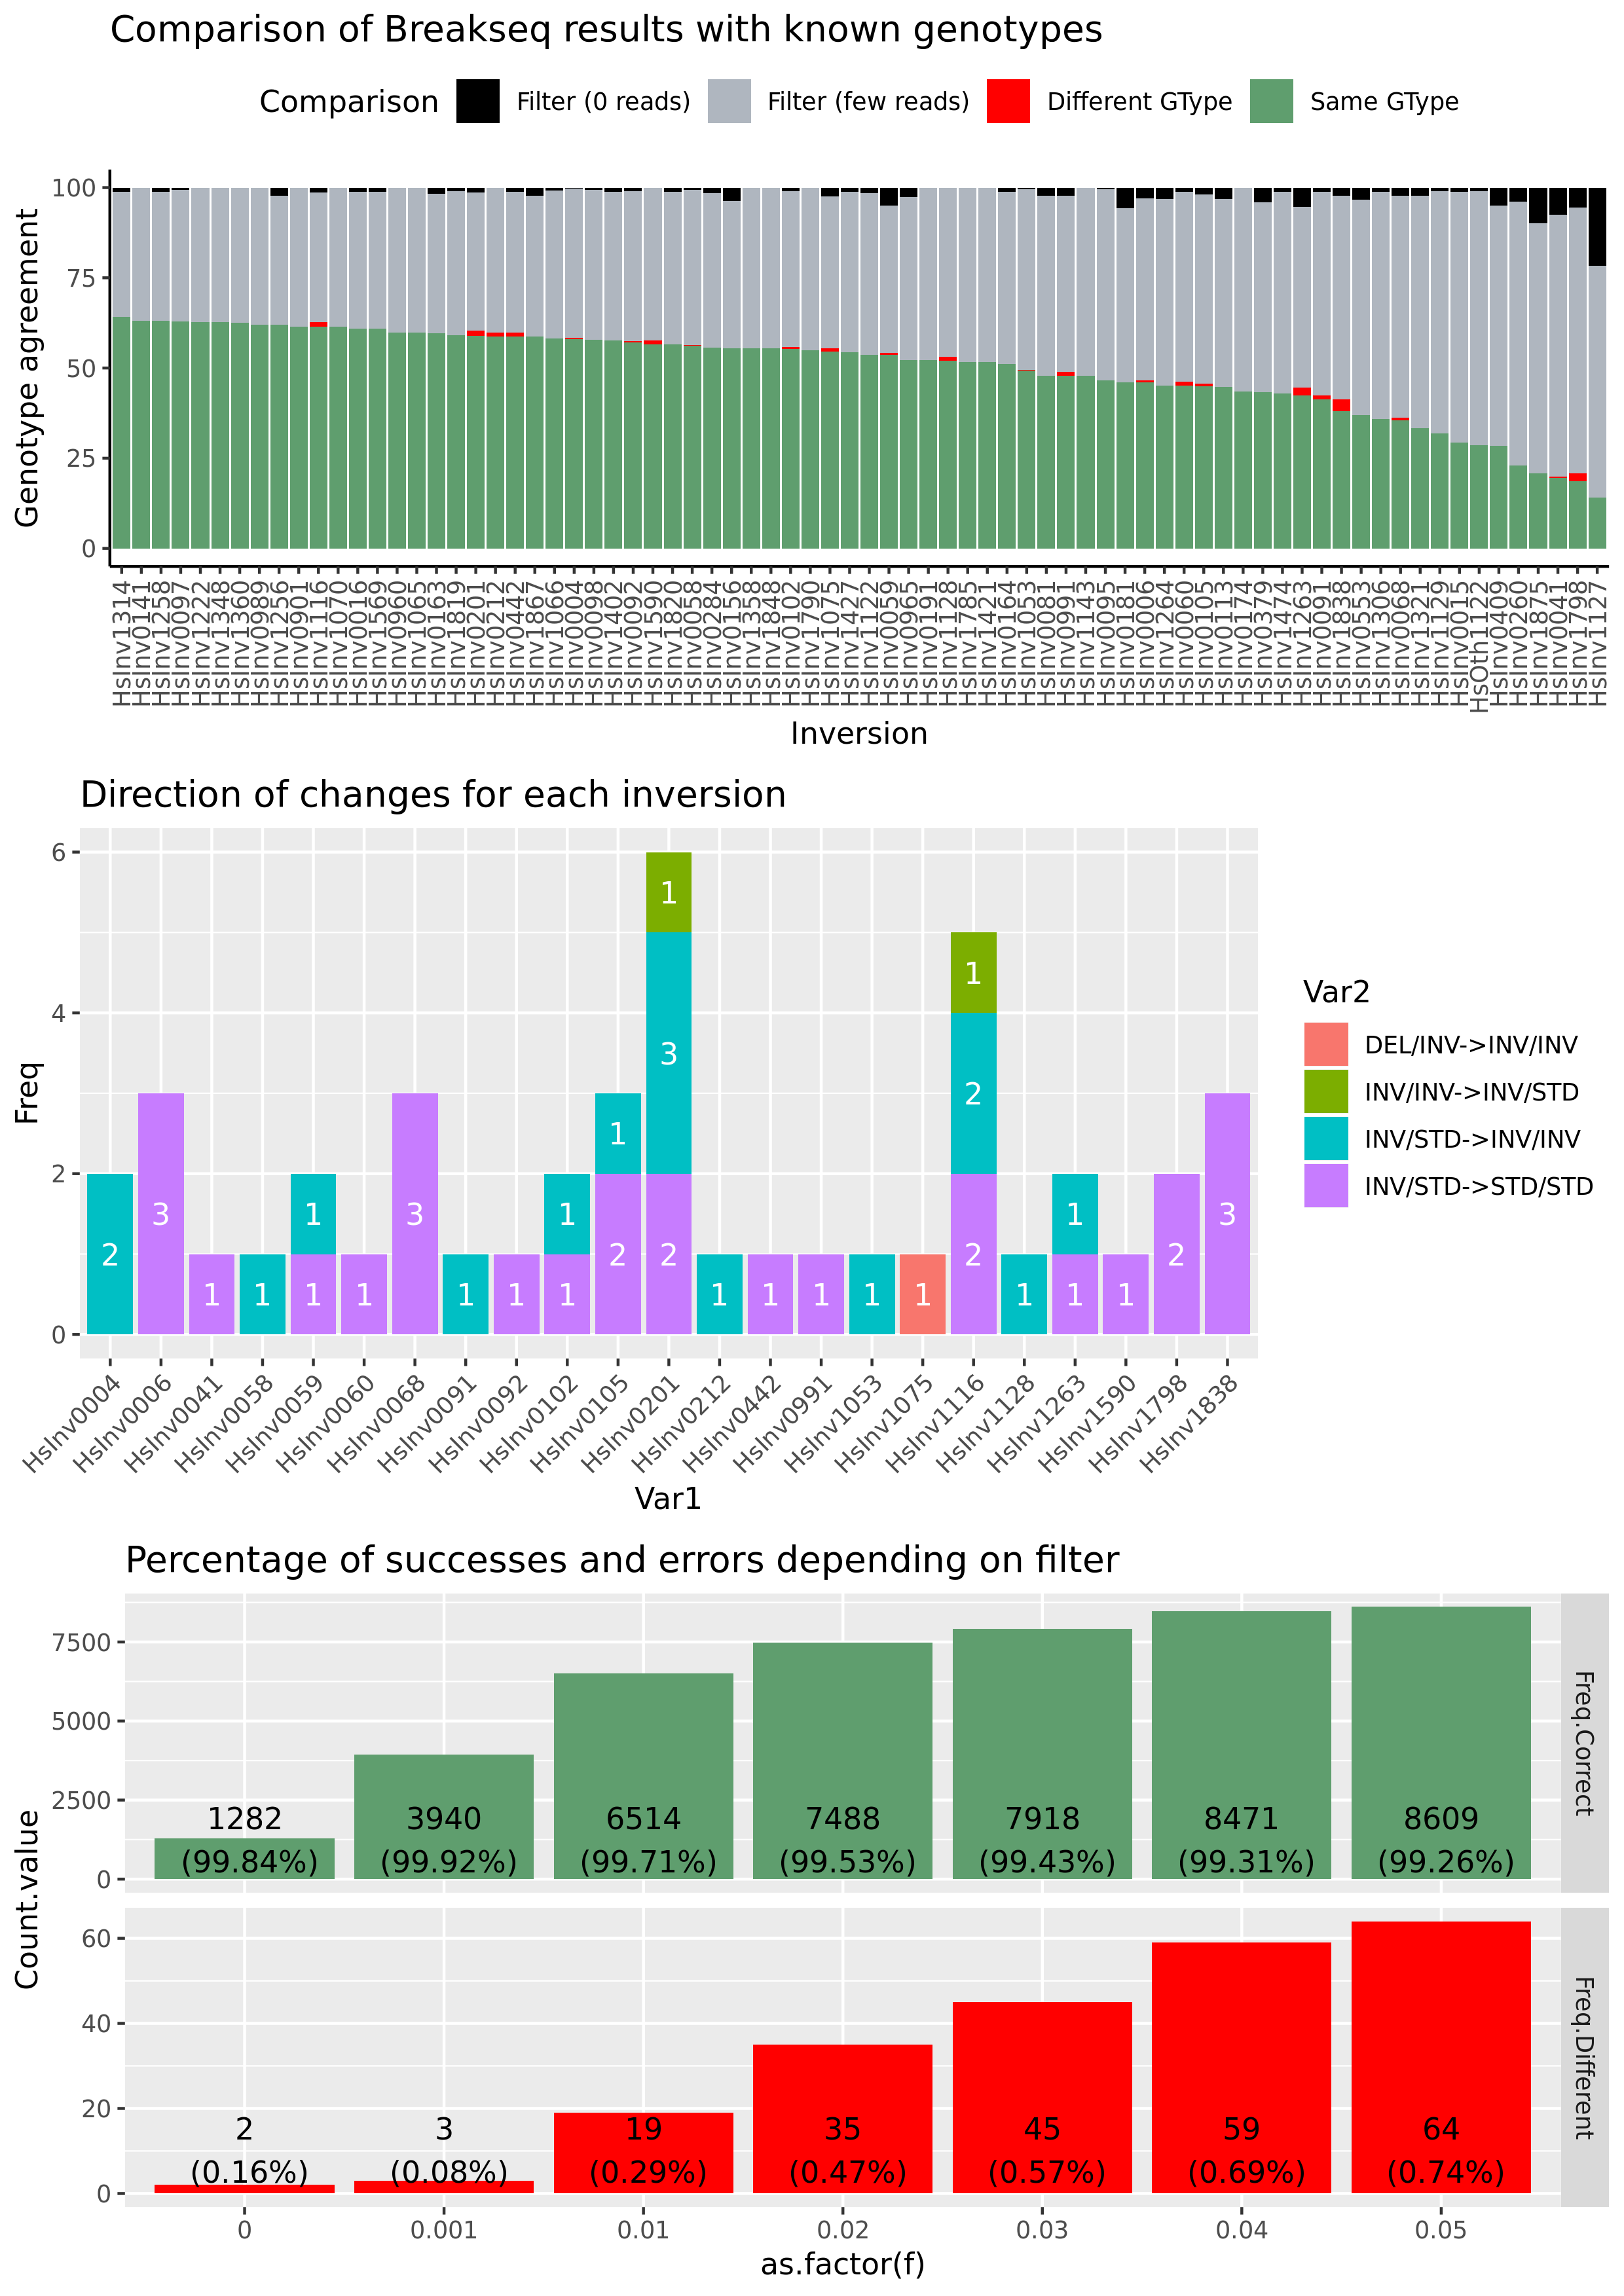 Comparison of Breakseq results with known genotypes
Comparison Filter (0 reads) Filter (few reads) Different GType Same GType
Genotype agreement
100
75
50
25
0
HsInv1314 HsInv0141 HsInv1258 HsInv0097 HsInv1222 HsInv1348 HsInv1360 HsInv0989 HsInv1256 HsInv0901 HsInv1116 HsInv1070 HsInv0016 HsInv1569 HsInv0960 HsInv1065 HsInv0163 HsInv1819 HsInv0201 HsInv0212 HsInv0442 HsInv1867 HsInv1066 HsInv0004 HsInv0098 HsInv1402 HsInv0092 HsInv1590 HsInv1820 HsInv0058 HsInv0284 HsInv0156 HsInv1358 HsInv1848 HsInv0102 HsInv1790 HsInv1075 HsInv1427 HsInv1122 HsInv0059 HsInv0965 HsInv0191 HsInv1128 HsInv1785 HsInv1421 HsInv0164 HsInv1053 HsInv0081 HsInv0991 HsInv1143 HsInv0095 HsInv0181 HsInv0006 HsInv1264 HsInv0060 HsInv0105 HsInv0113 HsInv0174 HsInv0379 HsInv1474 HsInv1263 HsInv0091 HsInv1838 HsInv0553 HsInv1306 HsInv0068 HsInv1321 HsInv1129 HsInv0015 HsOth1122 HsInv0409 HsInv0260 HsInv1875 HsInv0041 HsInv1798 HsInv1127
Inversion
Direction of changes for each inversion
Freq
6
4
2
0
1
3
2
1
2
2
2 3 1 1 1 1 1 3 1 1 1 1 1 2 1 1 1 1 1 1 1 1 1 2 3
HsInv0004 HsInv0006 HsInv0041 HsInv0058 HsInv0059 HsInv0060 HsInv0068 HsInv0091 HsInv0092 HsInv0102 HsInv0105 HsInv0201 HsInv0212 HsInv0442 HsInv0991 HsInv1053 HsInv1075 HsInv1116 HsInv1128 HsInv1263 HsInv1590 HsInv1798 HsInv1838
Var1
Var2
DEL/INV->INV/INV
INV/INV->INV/STD
INV/STD->INV/INV
INV/STD->STD/STD
Percentage of successes and errors depending on filter
Count.value
7500
5000
2500
0
1282 3940 6514 7488 7918 8471 8609
(99.84%) (99.92%) (99.71%) (99.53%) (99.43%) (99.31%) (99.26%)
Freq.Correct
60
40
20
0
2 3 19 35 45 59 64
(0.16%) (0.08%) (0.29%) (0.47%) (0.57%) (0.69%) (0.74%)
Freq.Different
0 0.001 0.01 0.02 0.03 0.04 0.05
as.factor(f)